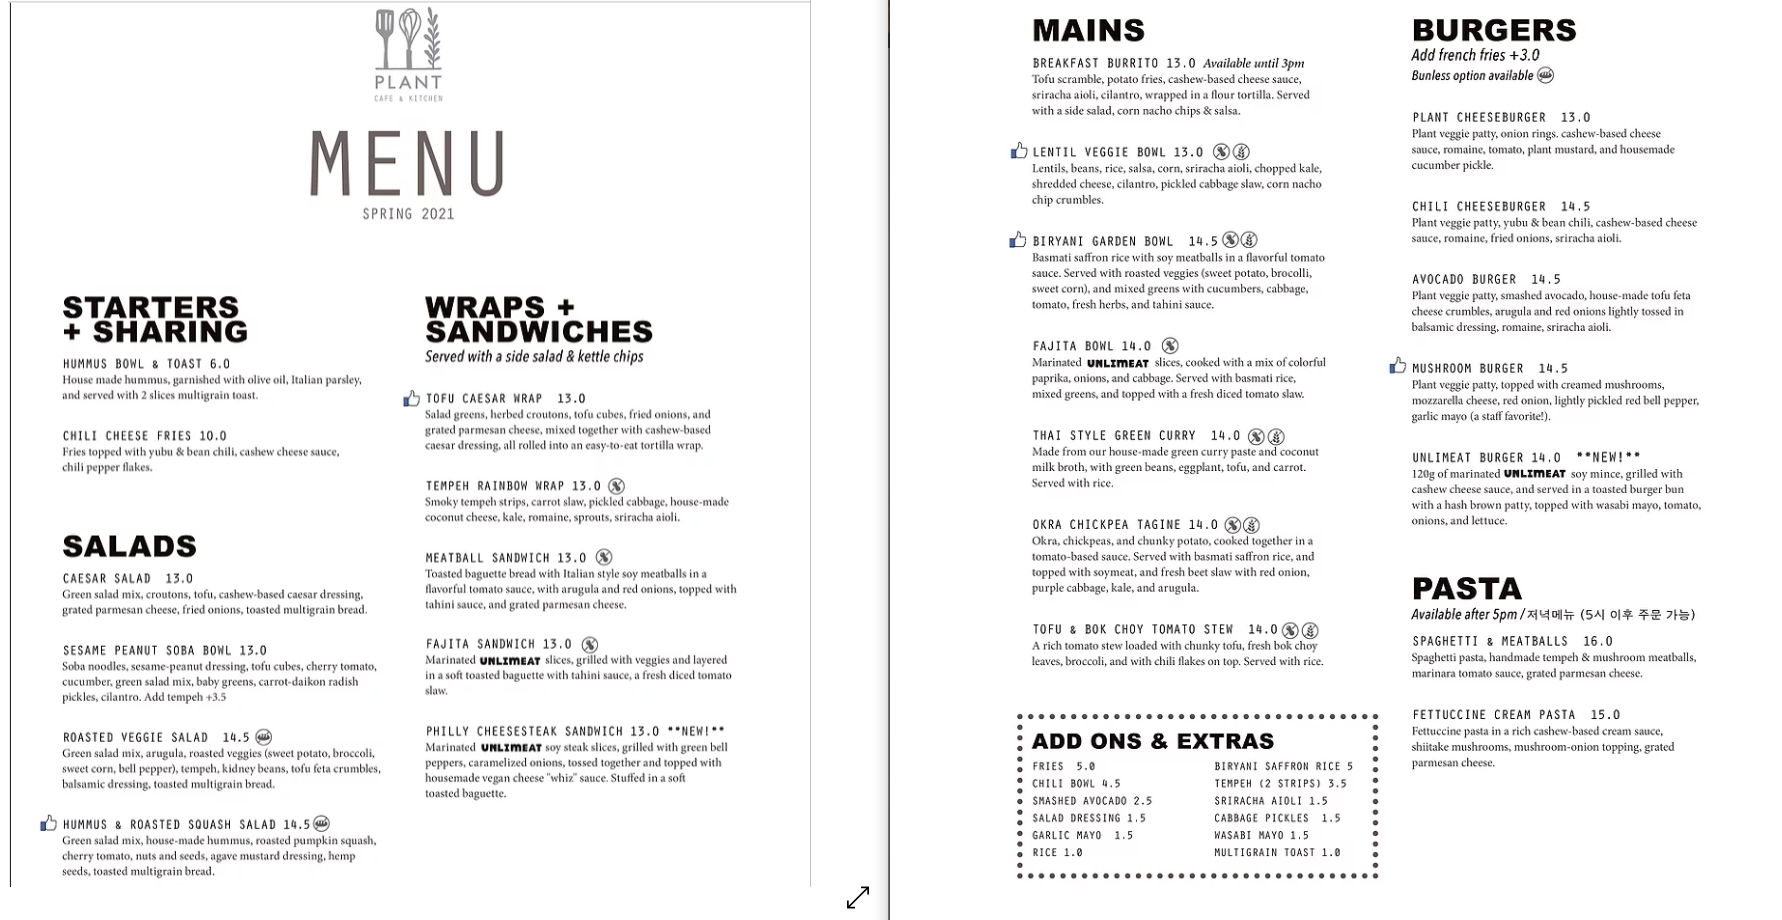 PLANT
CAFE & KITCHEN
MENU
SPRING 2021
STARTERS
+ SHARING
HUMMUS BOWL & TOAST 6.0
House made hummus, garnished with olive oil, Italian parsley,
and served with 2 slices multigrain toast.
CHILI CHEESE FRIES 10.0
Fries topped with yubu & bean chili, cashew cheese sauce,
chili pepper flakes.
SALADS
CAESAR SALAD 13.0
Green salad mix, croutons, tofu, cashew-based caesar dressing,
grated parmesan cheese, fried onions, toasted multigrain bread.
SESAME PEANUT SOBA BOWL 13.0
Soba noodles, sesame-peanut dressing, tofu cubes, cherry tomato,
cucumber, green salad mix, baby greens, carrot-daikon radish
pickles, cilantro. Add tempeh +3.5
ROASTED VEGGIE SALAD 14.5
Green salad mix, arugula, roasted veggies (sweet potato, broccoli,
sweet corn, bell pepper), tempeh, kidney beans, tofu feta crumbles,
balsamic dressing, toasted multigrain bread.
HUMMUS & ROASTED SQUASH SALAD 14.5
Green salad mix, house-made hummus, roasted pumpkin squash,
cherry tomato, nuts and seeds, agave mustard dressing, hemp
seeds, toasted multigrain bread.
WRAPS +
SANDWICHES
Served with a side salad & kettle chips
TOFU CAESAR WRAP 13.0
Salad greens, herbed croutons, tofu cubes, fried onions, and
grated parmesan cheese, mixed together with cashew-based
caesar dressing, all rolled into an easy-to-eat tortilla wrap.
TEMPEH RAINBOW WRAP 13.0
Smoky tempeh strips, carrot slaw, pickled cabbage, house-made
coconut cheese, kale, romaine, sprouts, sriracha aioli.
MEATBALL SANDWICH 13.0
Toasted baguette bread with Italian style soy meatballs in a
flavorful tomato sauce, with arugula and red onions, topped with
tahini sauce, and grated parmesan cheese.
FAJITA SANDWICH 13.0
Marinated UNLIMEAT slices, grilled with veggies and layered
in a soft toasted baguette with tahini sauce, a fresh diced tomato
slaw.
PHILLY CHEESESTEAK SANDWICH 13.0 **NEW!**
Marinated UNLIMEAT soy steak slices, grilled with green bell
peppers, caramelized onions, tossed together and topped with
housemade vegan cheese "whiz" sauce. Stuffed in a soft
toasted baguette.
MAINS
BREAKFAST BURRITO 13.0 Available until 3pm
Tofu scramble, potato fries, cashew-based cheese sauce,
sriracha aioli, cilantro, wrapped in a flour tortilla. Served
with a side salad, corn nacho chips & salsa.
LENTIL VEGGIE BOWL 13.0
Lentils, beans, rice, salsa, corn, sriracha aioli, chopped kale,
shredded cheese, cilantro, pickled cabbage slaw, corn nacho
chip crumbles.
BIRYANI GARDEN BOWL 14.5
Basmati saffron rice with soy meatballs in a flavorful tomato
sauce. Served with roasted veggies (sweet potato, brocolli,
sweet corn), and mixed greens with cucumbers, cabbage,
tomato, fresh herbs, and tahini sauce.
FAJITA BOWL 14.0
Marinated UNLIMEAT slices, cooked with a mix of colorful
paprika, onions, and cabbage. Served with basmati rice,
mixed greens, and topped with a fresh diced tomato slaw.
THAI STYLE GREEN CURRY 14.0
Made from our house-made green curry paste and coconut
milk broth, with green beans, eggplant, tofu, and carrot.
Served with rice.
OKRA CHICKPEA TAGINE 14.0
Okra, chickpeas, and chunky potato, cooked together in a
tomato-based sauce. Served with basmati saffron rice, and
topped with soymeat, and fresh beet slaw with red onion,
purple cabbage, kale, and arugula.
TOFU & BOK CHOY TOMATO STEW 14.0
A rich tomato stew loaded with chunky tofu, fresh bok choy
leaves, broccoli, and with chili flakes on top. Served with rice.
ADD ONS & EXTRAS
FRIES 5.0
CHILI BOWL 4.5
SMASHED AVOCADO 2.5
SALAD DRESSING 1.5
GARLIC MAYO 1.5
RICE 1.0
BIRYANI SAFFRON RICE 5
TEMPEH (2 STRIPS) 3.5
SRIRACHA AIOLI 1.5
CABBAGE PICKLES 1.5
WASABI MAYO 1.5
MULTIGRAIN TOAST 1.0
BURGERS
Add french fries +3.0
Bunless option available
PLANT CHEESEBURGER 13.0
Plant veggie patty, onion rings. cashew-based cheese
sauce, romaine, tomato, plant mustard, and housemade
cucumber pickle.
CHILI CHEESEBURGER 14.5
Plant veggie patty, yubu & bean chili, cashew-based cheese
sauce, romaine, fried onions, sriracha aioli.
AVOCADO BURGER 14.5
Plant veggie patty, smashed avocado, house-made tofu feta
cheese crumbles, arugula and red onions lightly tossed in
balsamic dressing, romaine, sriracha aioli.
MUSHROOM BURGER 14.5
Plant veggie patty, topped with creamed mushrooms,
mozzarella cheese, red onion, lightly pickled red bell pepper,
garlic mayo (a staff favorite!).
UNLIMEAT BURGER 14.0 **NEW!**
120g of marinated UNLIMEAT soy mince, grilled with
cashew cheese sauce, and served in a toasted burger bun
with a hash brown patty, topped with wasabi mayo, tomato,
onions, and lettuce.
PASTA
Available after 5pm / 저녁메뉴 (5시 이후 주문 가능)
SPAGHETTI & MEATBALLS 16.0
Spaghetti pasta, handmade tempeh & mushroom meatballs,
marinara tomato sauce, grated parmesan cheese.
FETTUCCINE CREAM PASTA 15.0
Fettuccine pasta in a rich cashew-based cream sauce,
shiitake mushrooms, mushroom-onion topping, grated
parmesan cheese.